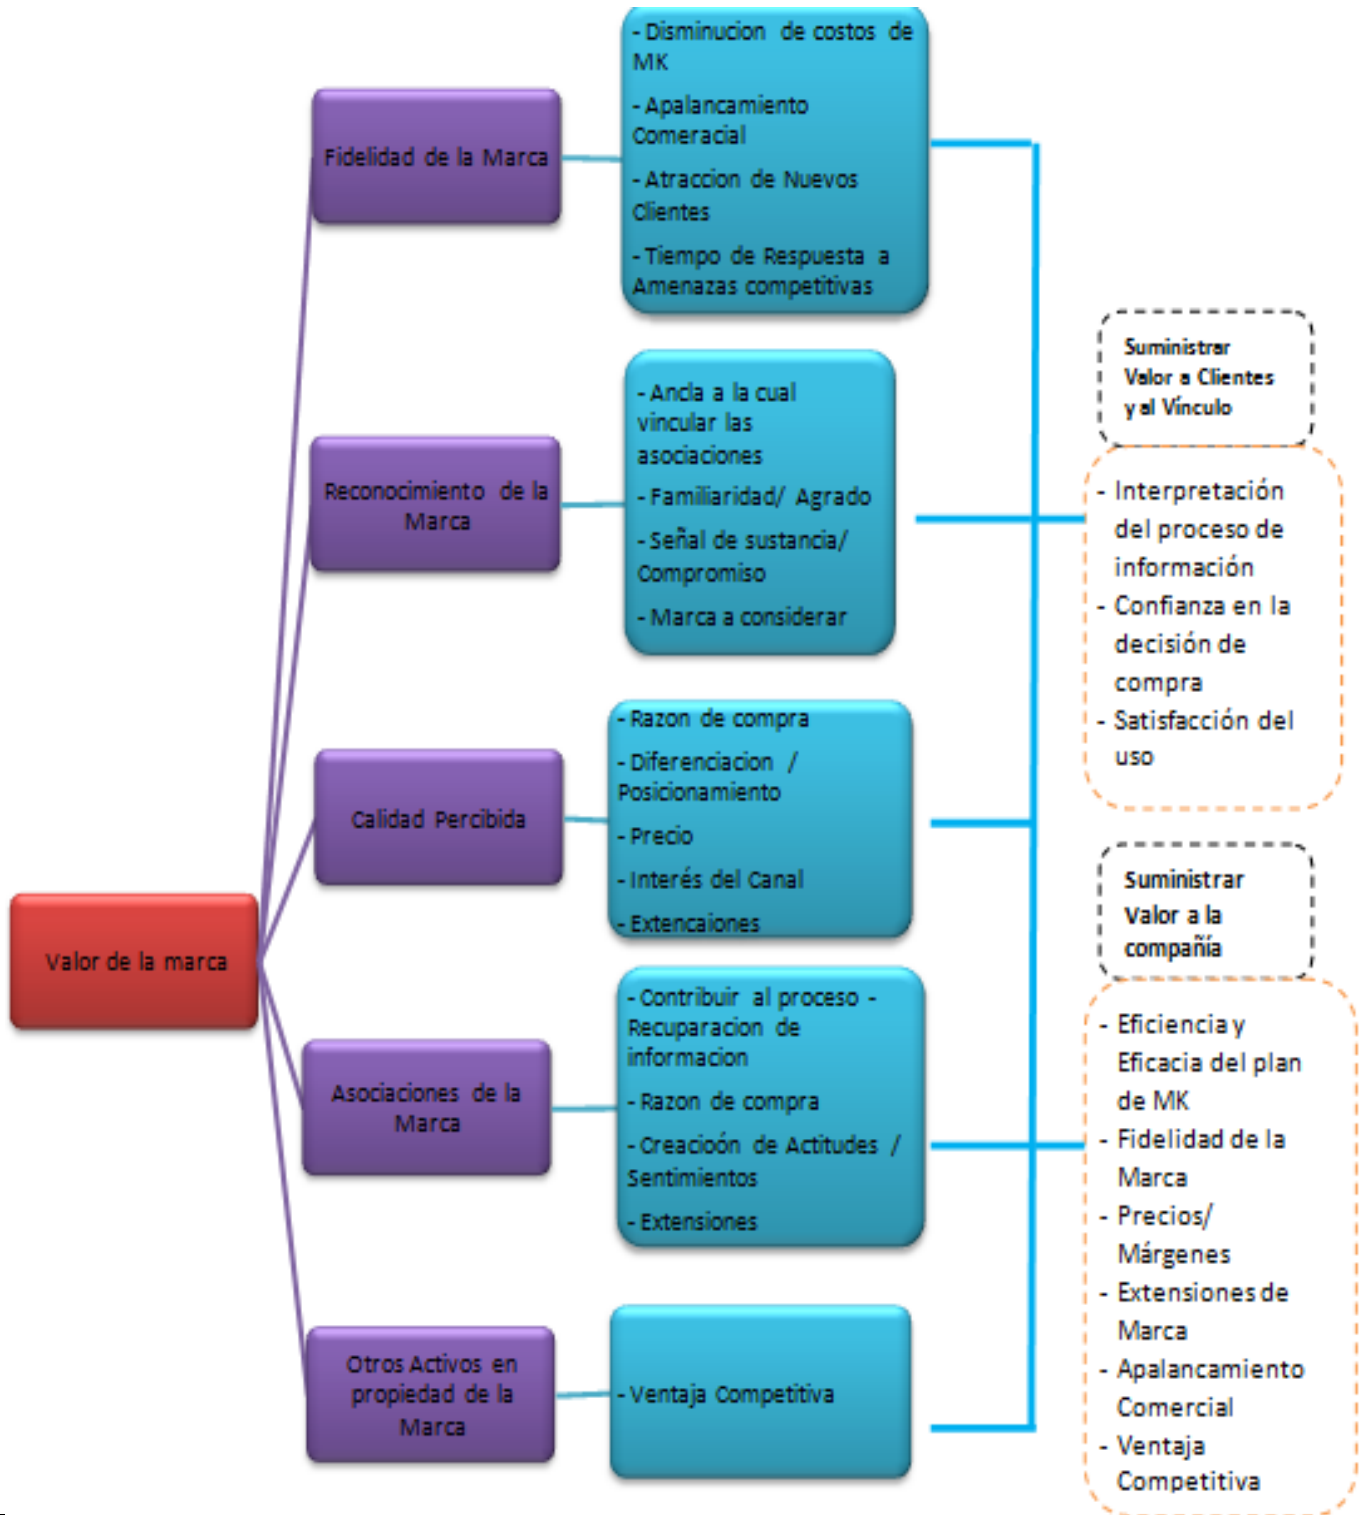 - Disminucion de costos de
MK
- Apalancamiento
Comeracial
- Atraccion de Nuevos
Clientes
- Tiempo de Respuesta a
Amenazas competitivas
Fidelidad de la Marca
Suministrar
Valor a Clientes
y al Vínculo
- Ancla a la cual
vincular las
asociaciones
- Familiaridad/ Agrado
- Señal de sustancia/
Compromiso
- Marca a considerar
Reconocimiento de la
Marca
- Interpretación
del proceso de
información
- Confianza en la
decisión de
compra
- Satisfacción del
uso
- Razon de compra
- Diferenciacion /
Posicionamiento
- Precio
- Interés del Canal
- Extencaiones
Calidad Percibida
Suministrar
Valor a la
compañía
Valor de la marca
- Contribuir al proceso -
Recuparacion de
informacion
- Razon de compra
- Creacioón de Actitudes /
Sentimientos
- Extensiones
Asociaciones de la
Marca
- Eficiencia y
Eficacia del plan
de MK
- Fidelidad de la
Marca
- Precios/
Márgenes
- Extensiones de
Marca
- Apalancamiento
Comercial
- Ventaja
Competitiva
Otros Activos en
propiedad de la
Marca
- Ventaja Competitiva